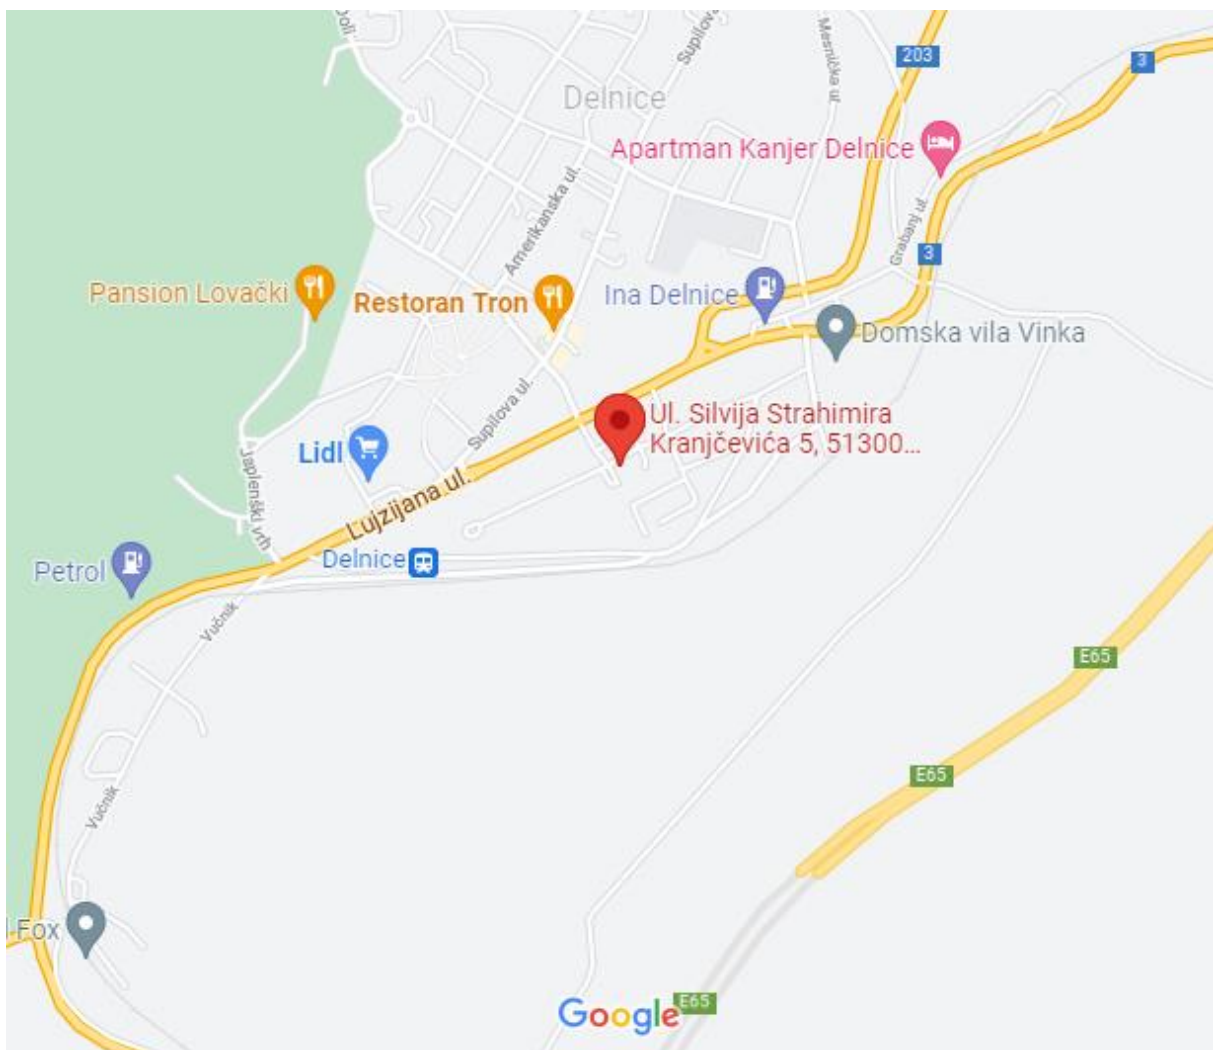 Doli
Supilova
Mesnička ul.
203
3
Delnice
Apartman Kanjer Delnice
Amerikanska ul.
Grabanj ul.
3
Pansion Lovački
Restoran Tron
Ina Delnice
Domska vila Vinka
Supilova ul.
Ul. Silvija Strahimira
Kranjčevića 5, 51300...
Lidl
Japlenški vrh
Lujzijana ul.
Delnice
Petrol
Vučnik
E65
E65
Vučnik
Fox
E65
Google